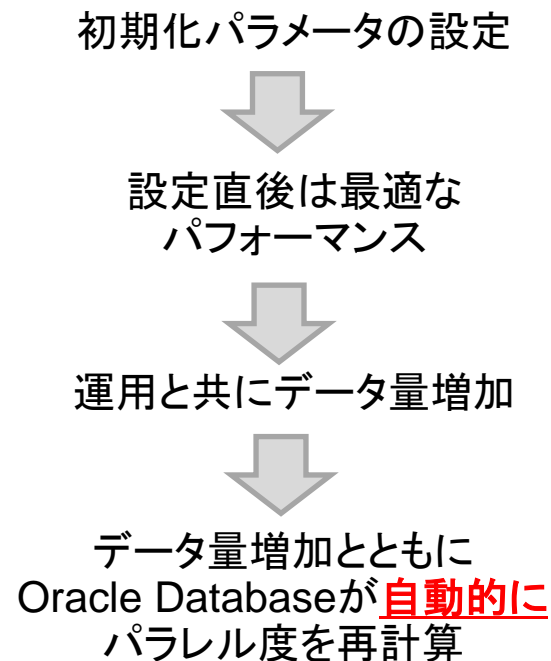 初期化パラメータの設定
設定直後は最適な
パフォーマンス
運用と共にデータ量増加
データ量増加とともに
Oracle Databaseが自動的に
パラレル度を再計算